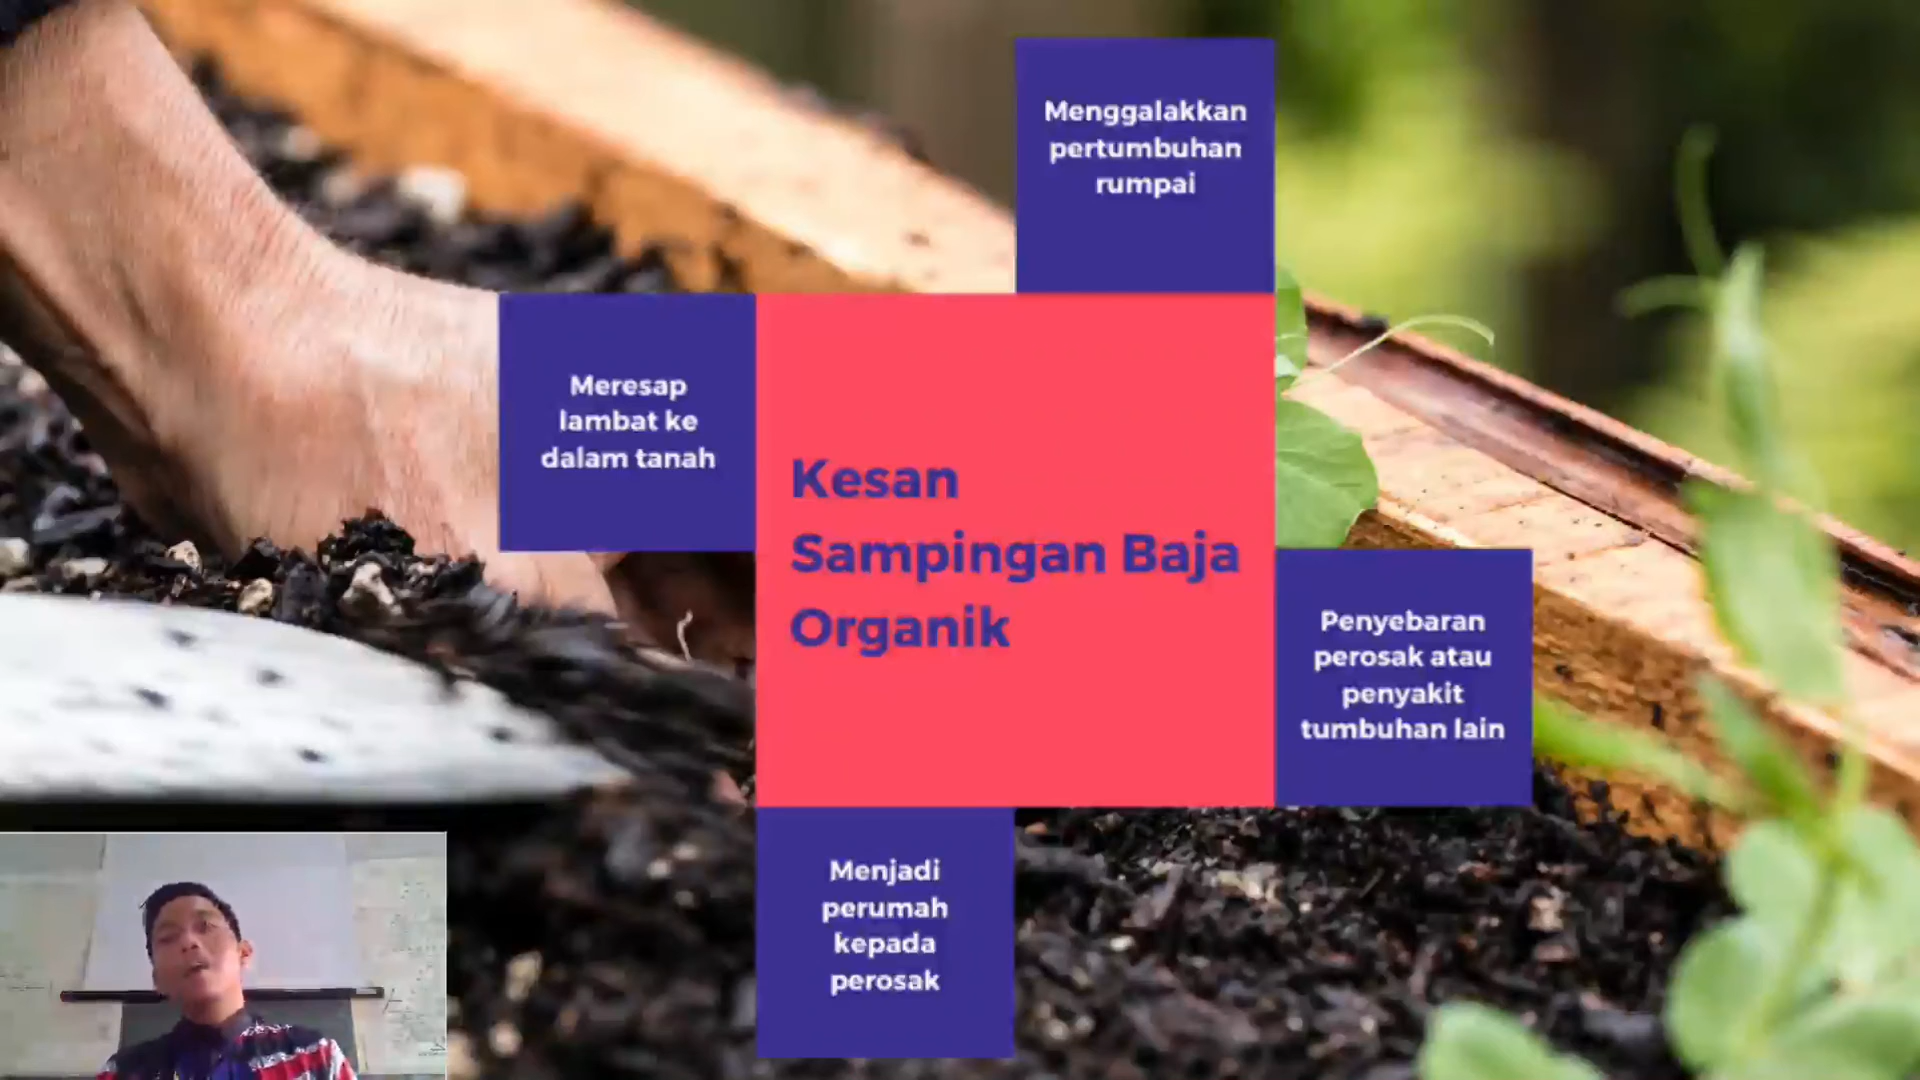 Menggalakkan
pertumbuhan
rumpai
Meresap
lambat ke
dalam tanah
Kesan
Sampingan Baja
Organik
Penyebaran
perosak atau
penyakit
tumbuhan lain
Menjadi
perumah
kepada
perosak